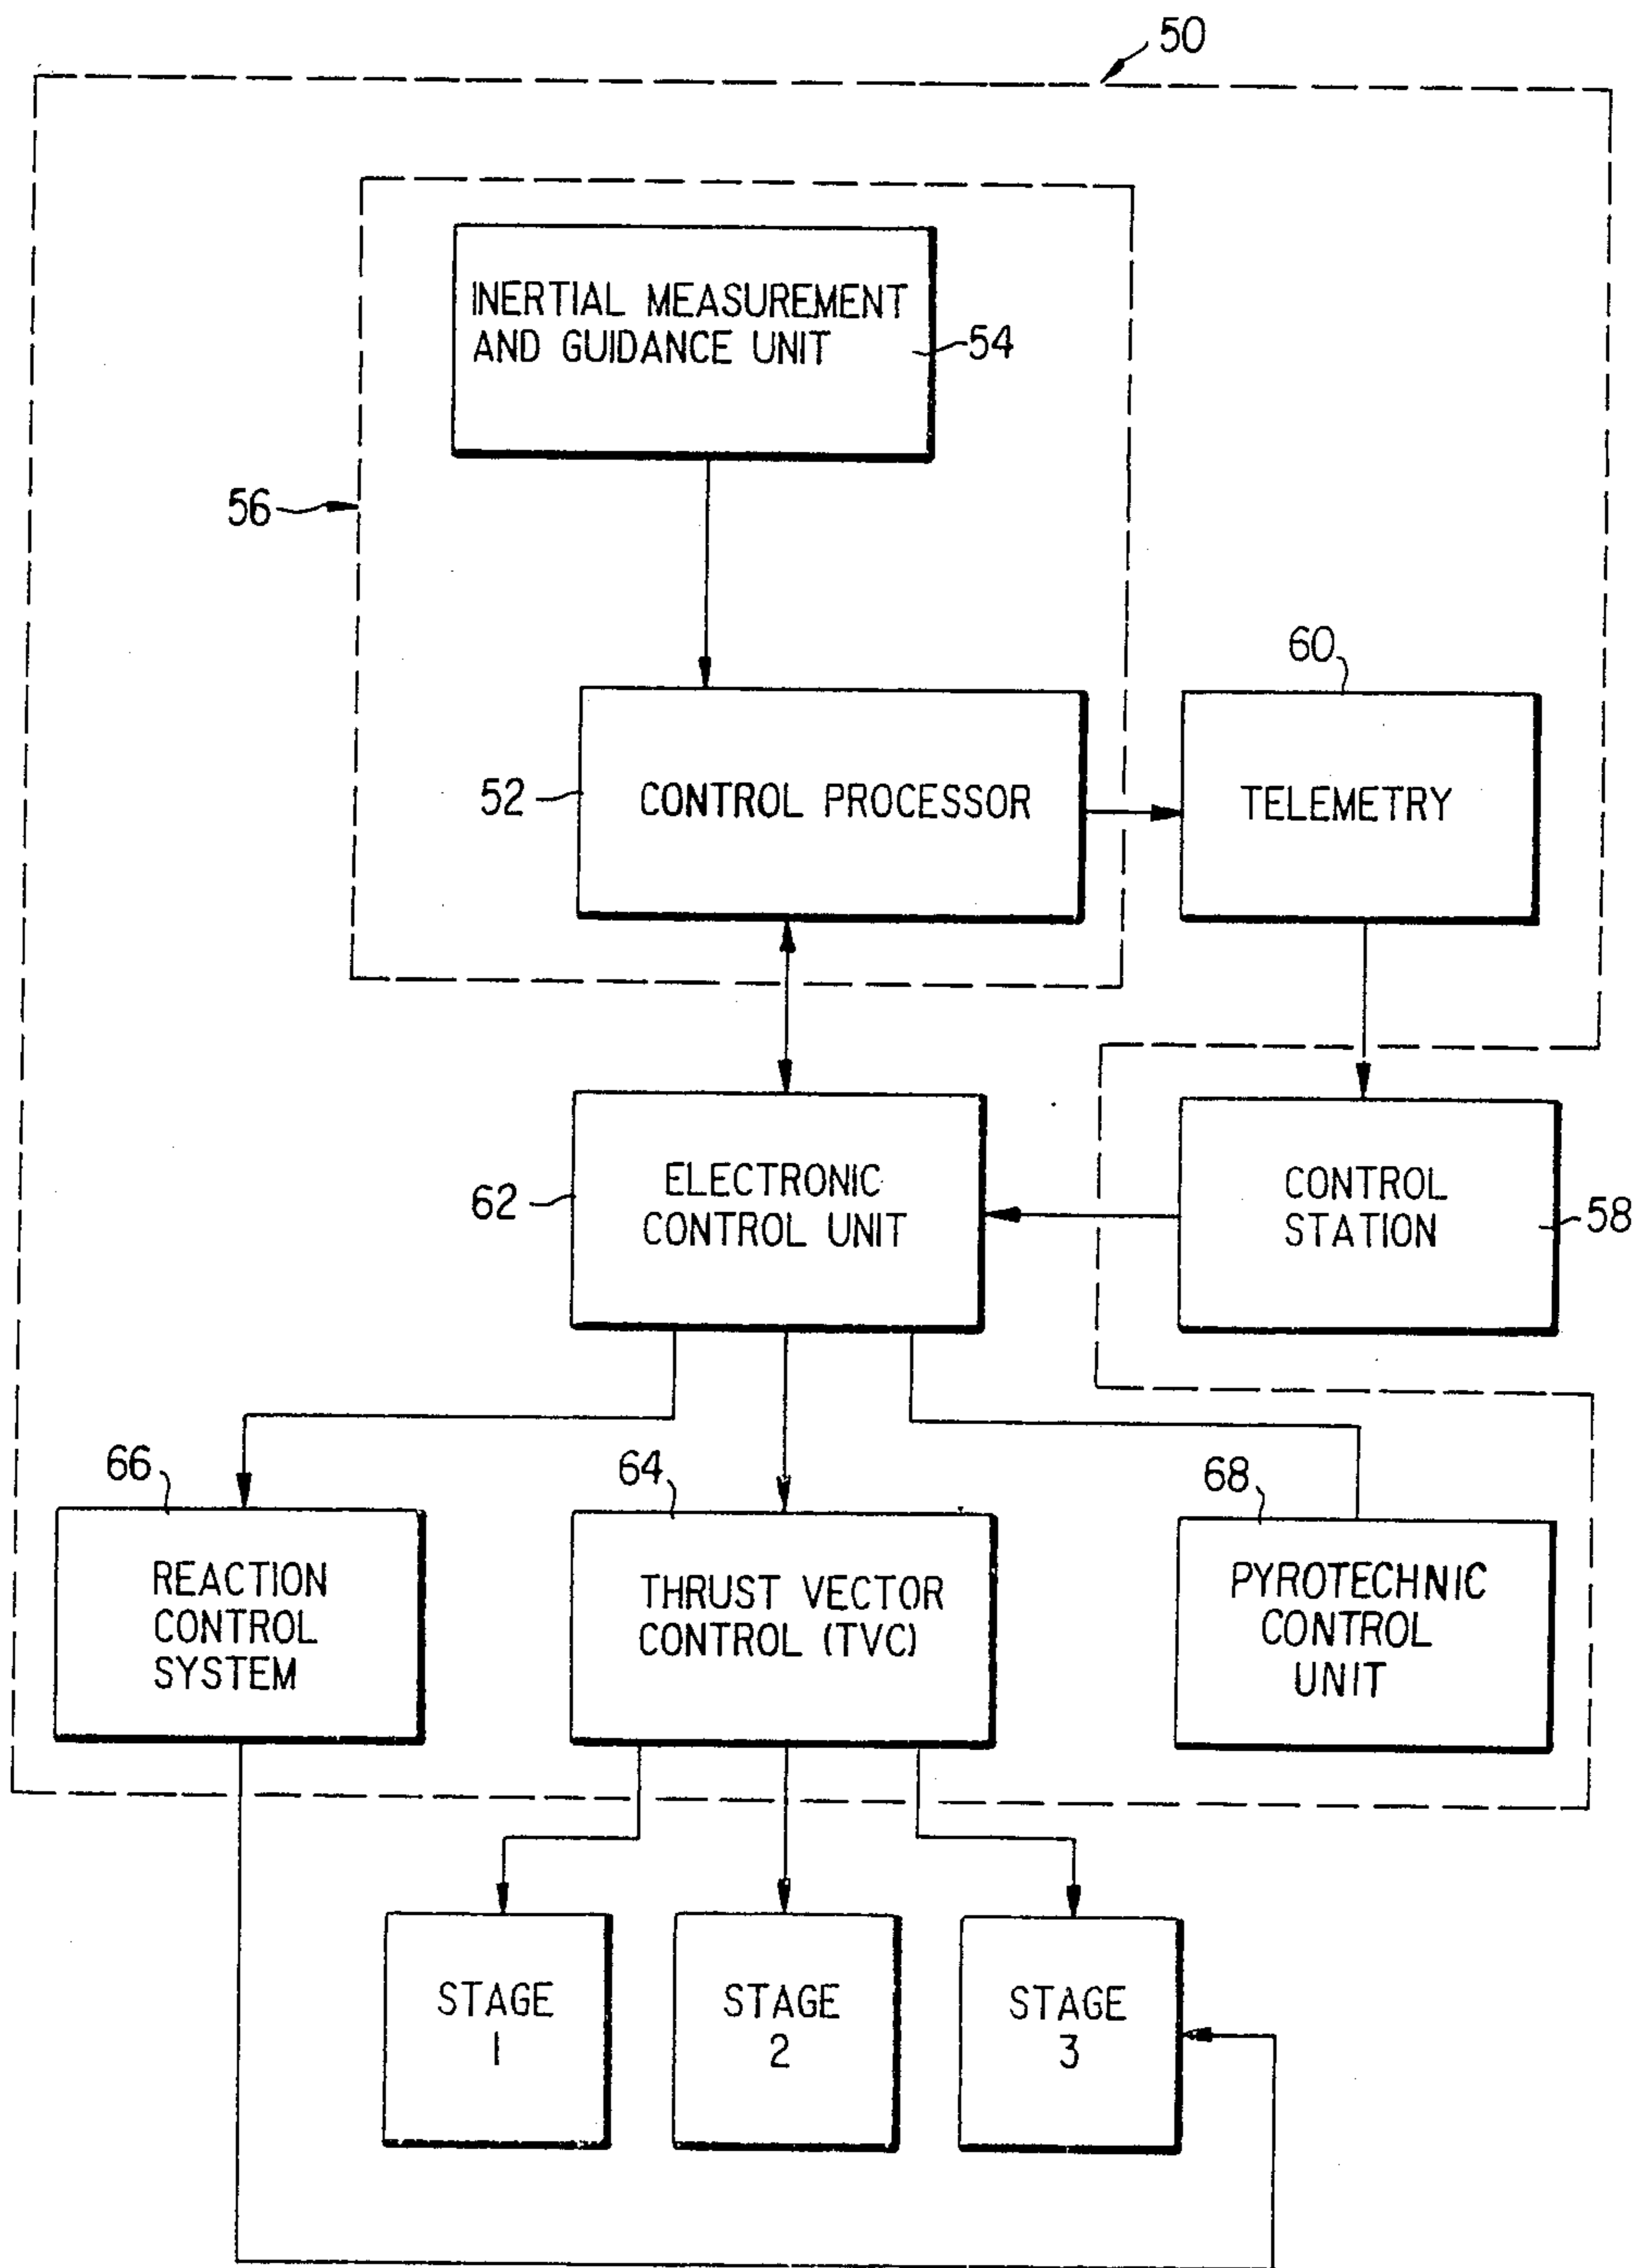 50
INERTIAL MEASUREMENT
AND GUIDANCE UNIT
54
56
60
52
CONTROL PROCESSOR
TELEMETRY
62
ELECTRONIC
CONTROL UNIT
CONTROL
STATION
58
66
64
68
REACTION
CONTROL
SYSTEM
THRUST VECTOR
CONTROL (TVC)
PYROTECHNIC
CONTROL
UNIT
STAGE
1
STAGE
2
STAGE
3